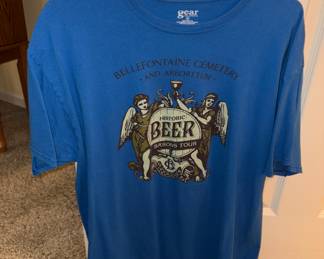 gear
BELLEFONTAINE CEMETERY
- AND ARBORETUM -
HISTORIC
BEER
BARONS TOUR